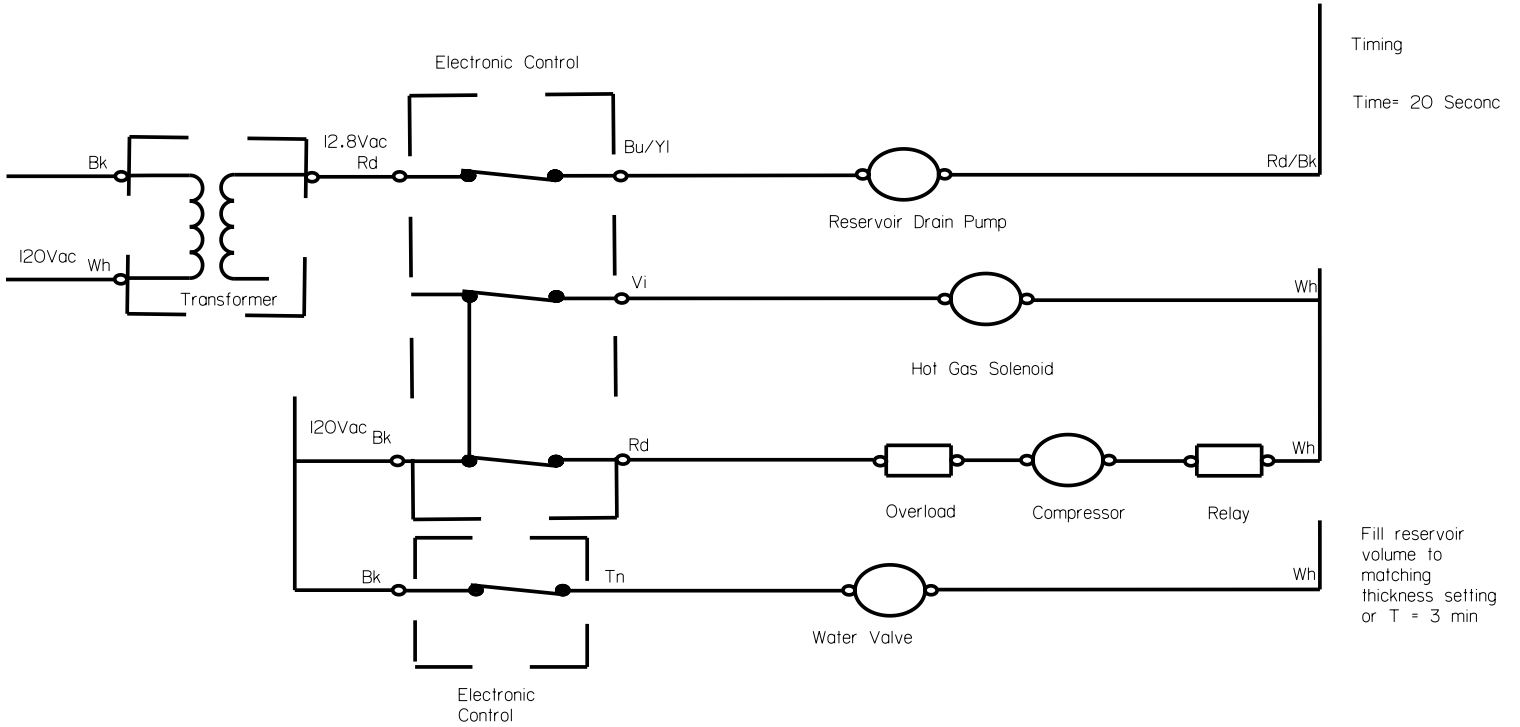 Electronic Control
Timing
Time= 20 Seconc
12.8Vac
Bk
Rd
Bu/Yl
Rd/Bk
Reservoir Drain Pump
120Vac
Wh
Transformer
Vi
Wh
Hot Gas Solenoid
120Vac
Bk
Rd
Wh
Overload
Compressor
Relay
Fill reservoir
volume to
matching
thickness setting
or T = 3 min
Bk
Tn
Wh
Water Valve
Electronic
Control